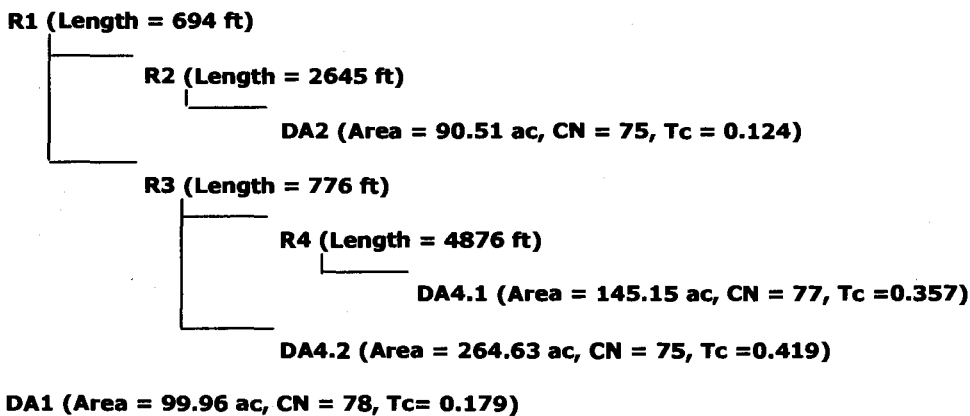 R1 (Length = 694 ft)
R2 (Length = 2645 ft)
DA2 (Area = 90.51 ac, CN = 75, Tc = 0.124)
R3 (Length = 776 ft)
R4 (Length = 4876 ft)
DA4.1 (Area = 145.15 ac, CN = 77, Tc =0.357)
DA4.2 (Area = 264.63 ac, CN = 75, Tc =0.419)
DA1 (Area = 99.96 ac, CN = 78, Tc= 0.179)